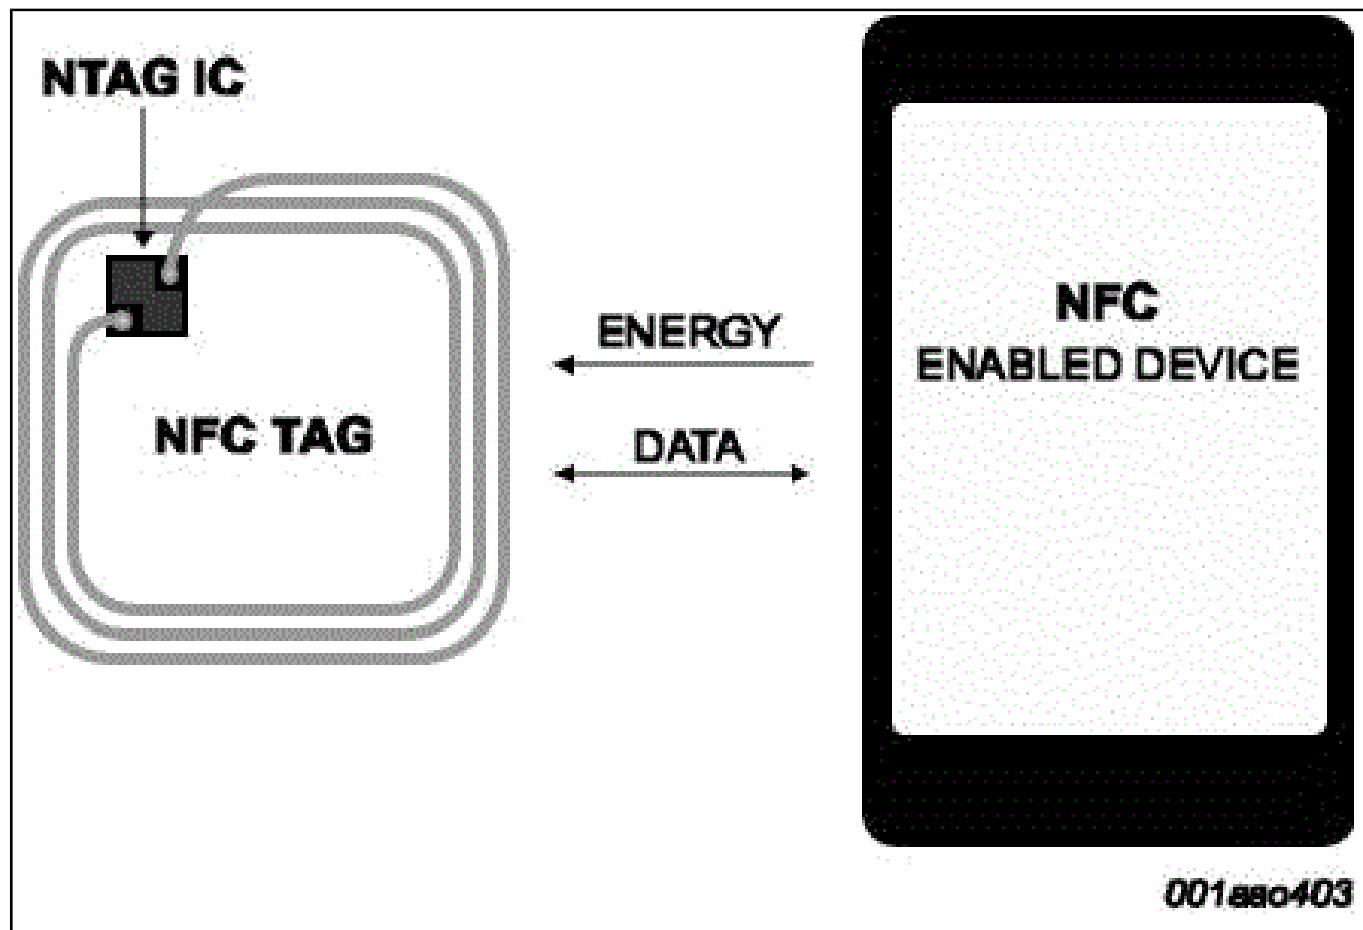 NTAG IC
NFC TAG
ENERGY
DATA
NFC
ENABLED DEVICE
001aao403